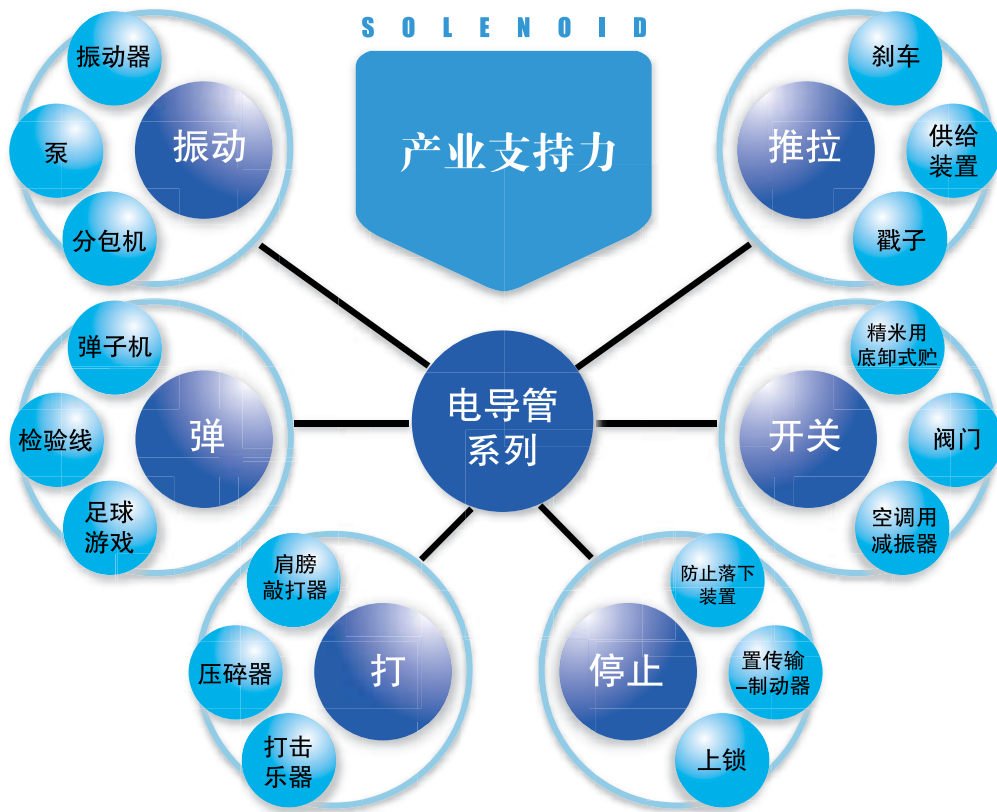 SOLENOID
产业支持力
振动器
泵
分包机
振动
刹车
供给
装置
戳子
推拉
弹子机
检验线
足球
游戏
弹
电导管
系列
精米用
底卸式贮
阀门
空调用
减振器
开关
肩膀
敲打器
压碎器
打击
乐器
打
防止落下
装置
置传输
-制动器
上锁
停止